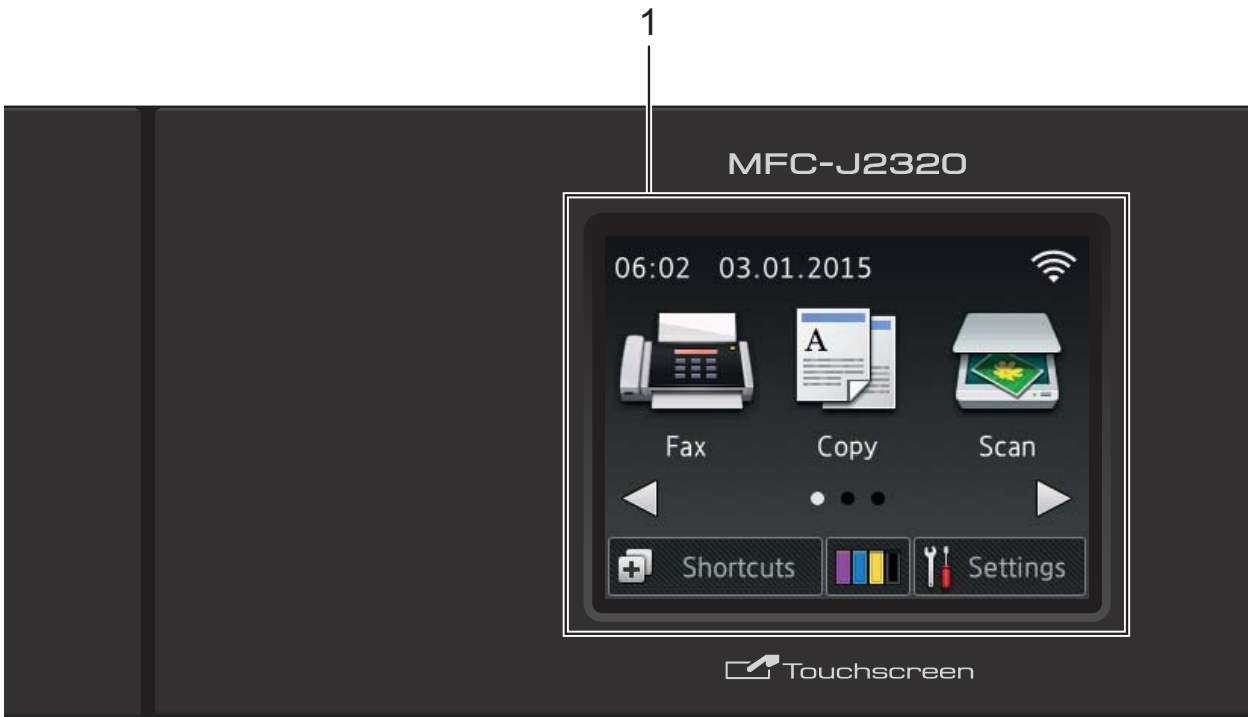 1
MFC-J2320
06:02 03.01.2015
A
Fax Copy Scan
Shortcuts Settings
Touchscreen